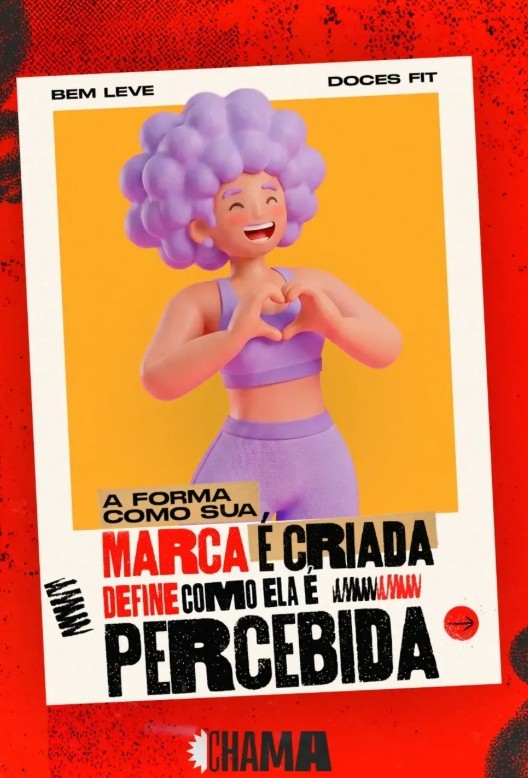 BEM LEVE
DOCES FIT
A FORMA
COMO SUA
MARCA É CRIADA
DEFINE COMO ELA É
PERCEBIDA
CHAMA